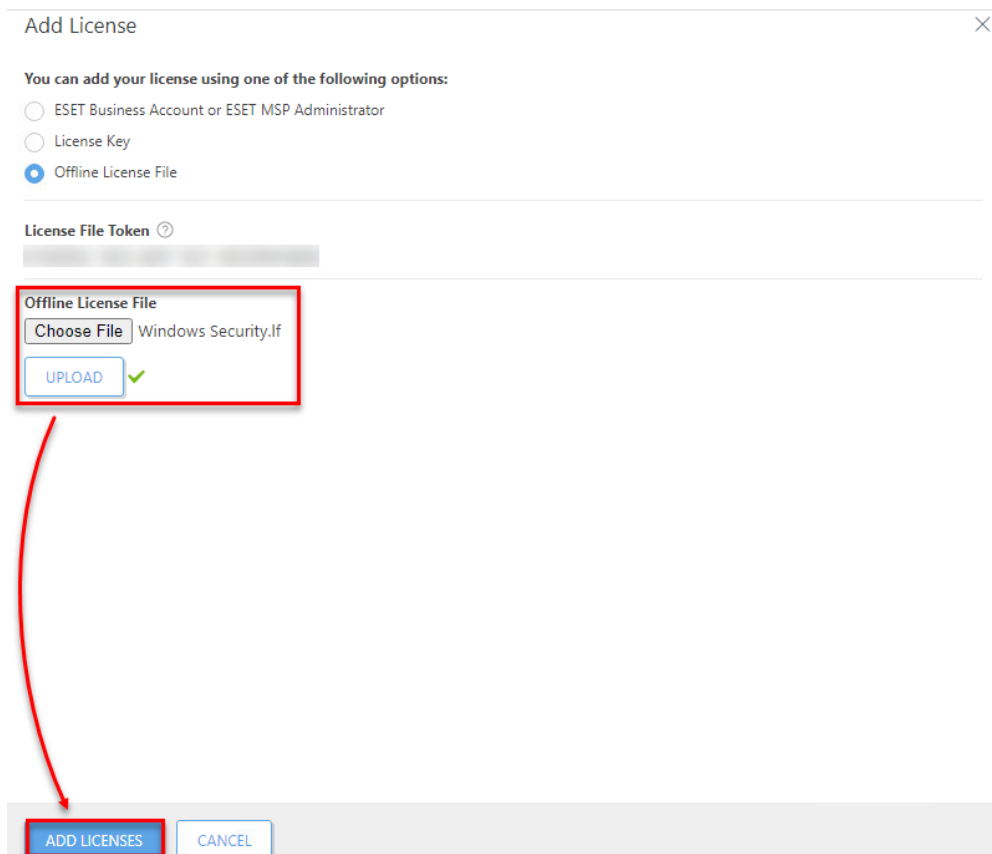 Add License
You can add your license using one of the following options:
ESET Business Account or ESET MSP Administrator
License Key
Offline License File
License File Token ?
Offline License File
Choose File Windows Security.lf
UPLOAD
ADD LICENSES CANCEL